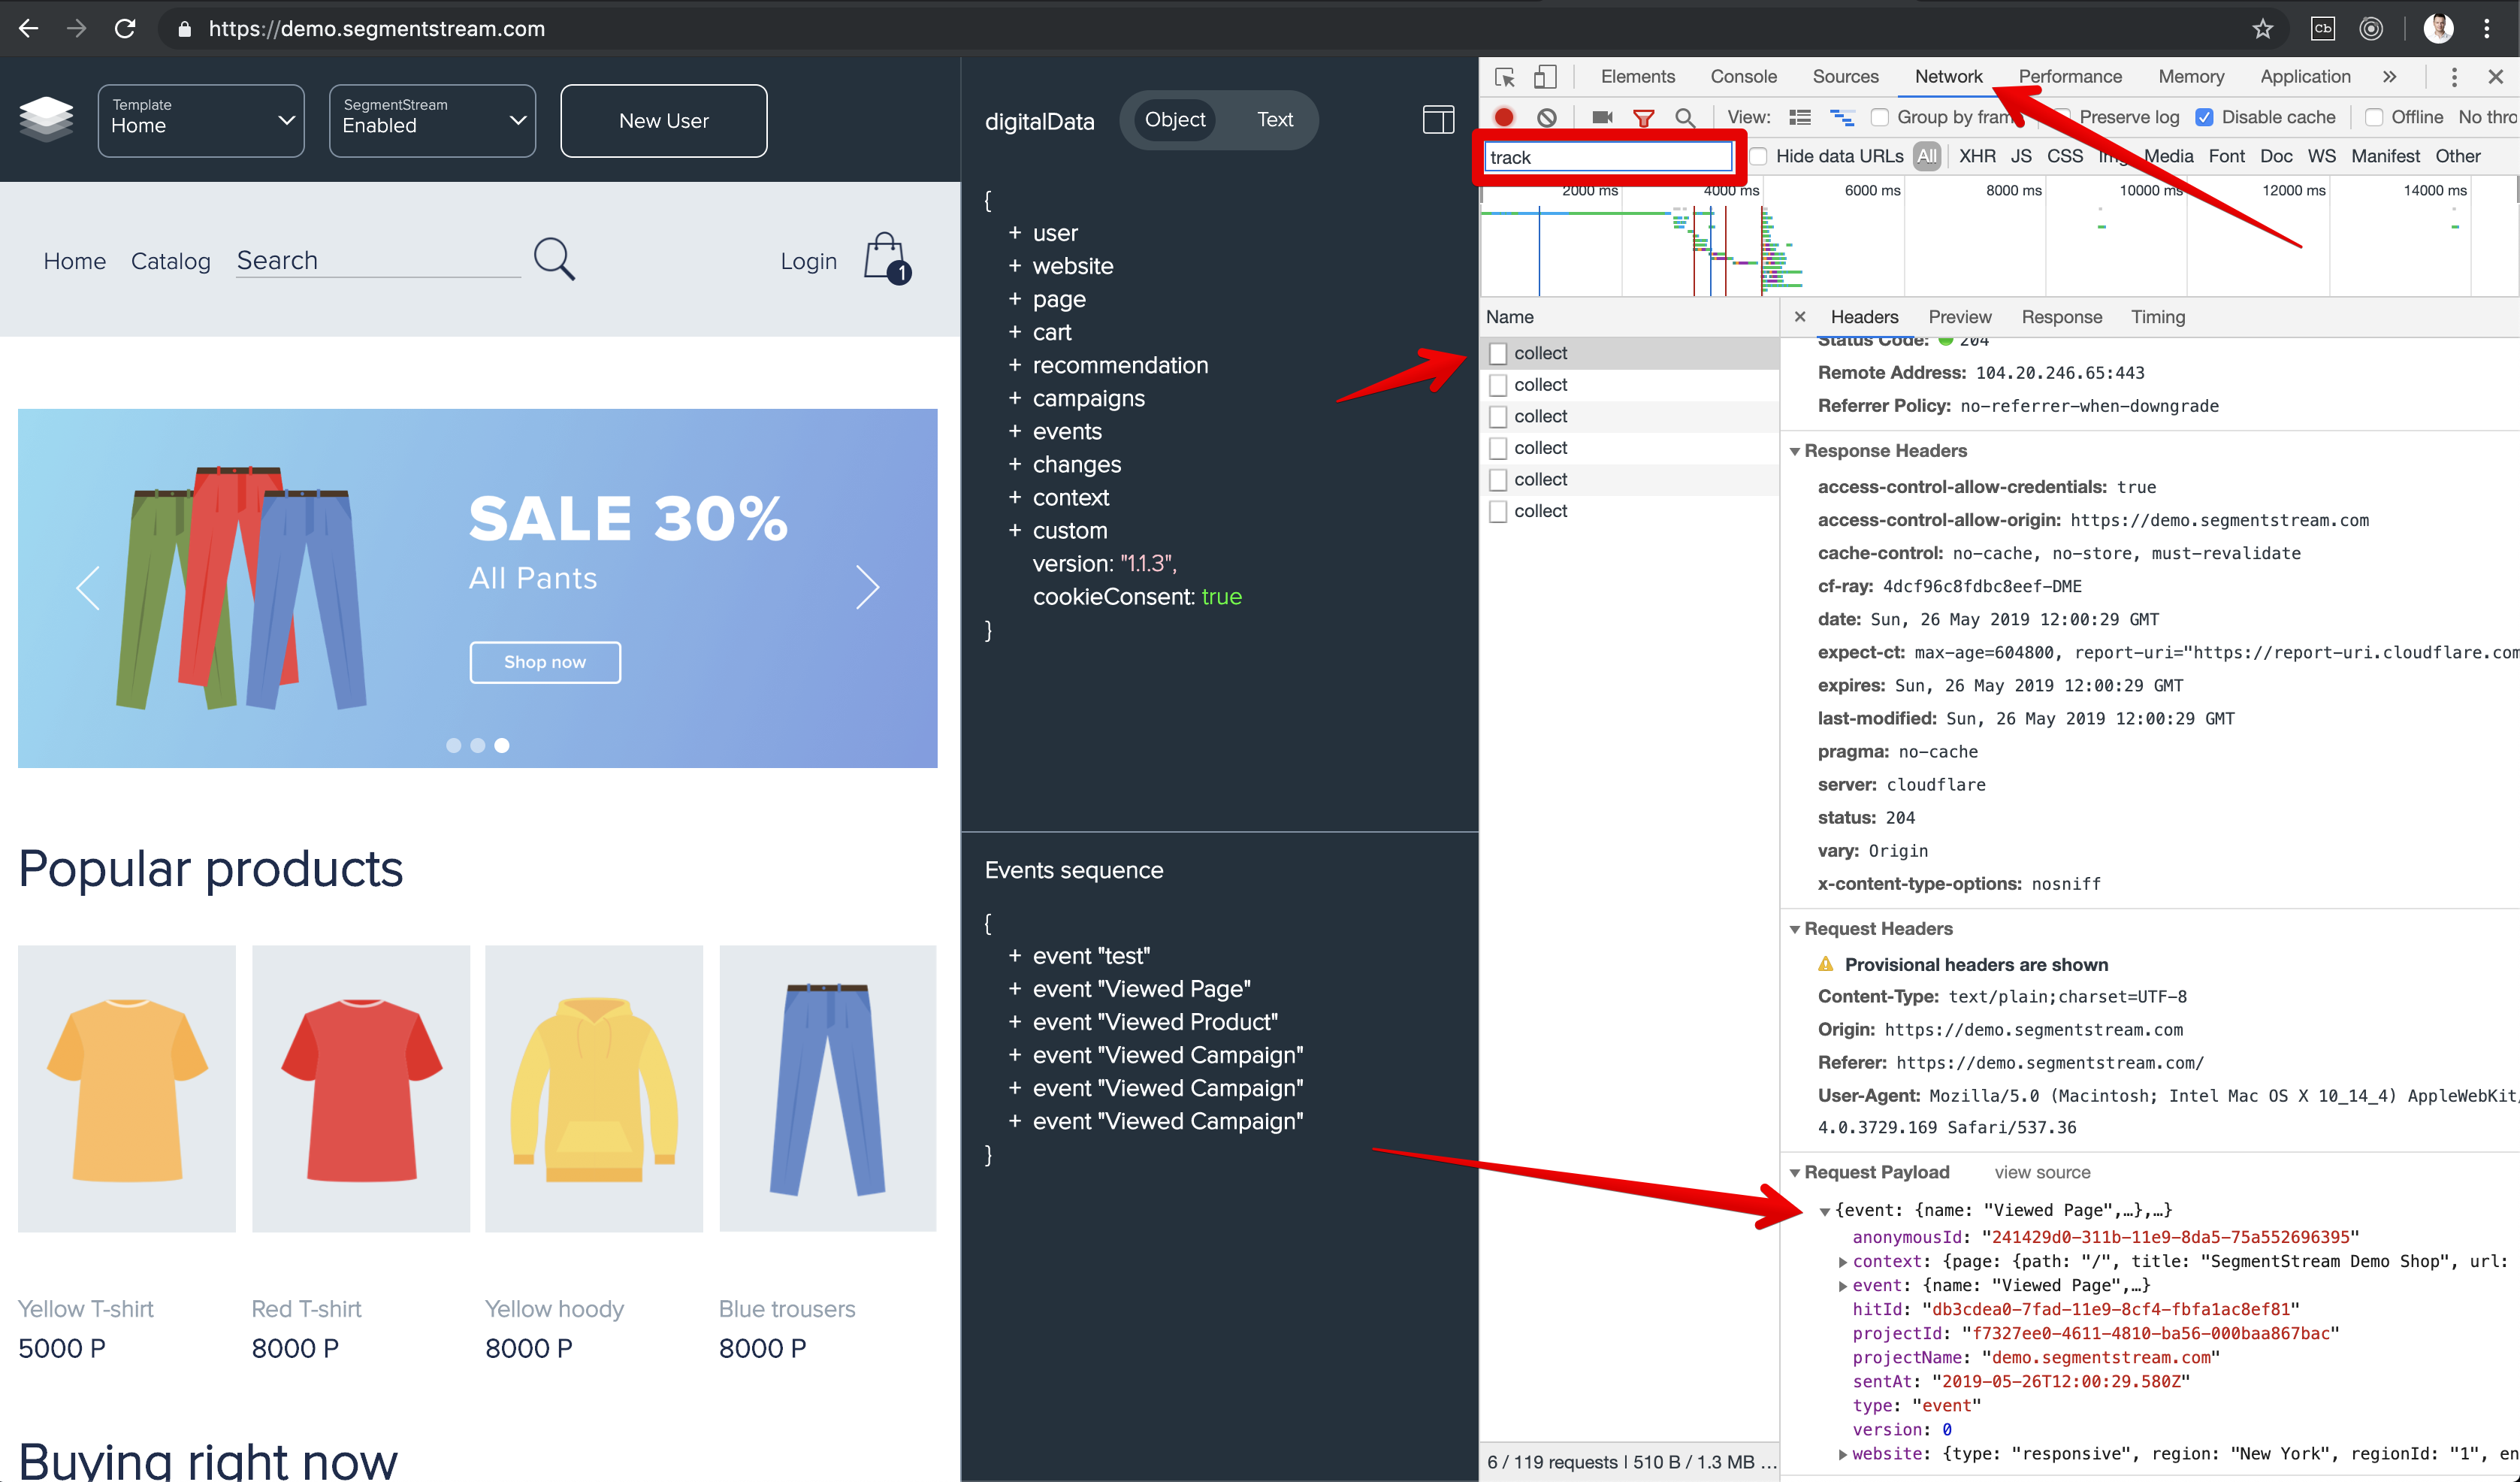 https://demo.segmentstream.com
Cb
Template
Home
SegmentStream
Enabled
New User
Home
Catalog
Search
Login
1
SALE 30%
All Pants
Shop now
Popular products
Yellow T-shirt
5000 P
Red T-shirt
8000 P
Yellow hoody
8000 P
Blue trousers
8000 P
Buying right now
digitalData
Object
Text
{
+ user
+ website
+ page
+ cart
+ recommendation
+ campaigns
+ events
+ changes
+ context
+ custom
version: "1.1.3",
cookieConsent: true
}
Events sequence
{
+ event "test"
+ event "Viewed Page"
+ event "Viewed Product"
+ event "Viewed Campaign"
+ event "Viewed Campaign"
+ event "Viewed Campaign"
}
Elements Console Sources Network Performance Memory Application »
View: Group by fram Preserve log Disable cache Offline No thro
track
Hide data URLs All XHR JS CSS Img Media Font Doc WS Manifest Other
2000 ms 4000 ms 6000 ms 8000 ms 10000 ms 12000 ms 14000 ms
Name
collect
collect
collect
collect
collect
collect
6 / 119 requests | 510 B / 1.3 MB ...
× Headers Preview Response Timing
Status Code: 204
Remote Address: 104.20.246.65:443
Referrer Policy: no-referrer-when-downgrade
Response Headers
access-control-allow-credentials: true
access-control-allow-origin: https://demo.segmentstream.com
cache-control: no-cache, no-store, must-revalidate
cf-ray: 4dcf96c8fdbc8eef-DME
date: Sun, 26 May 2019 12:00:29 GMT
expect-ct: max-age=604800, report-uri="https://report-uri.cloudflare.com
expires: Sun, 26 May 2019 12:00:29 GMT
last-modified: Sun, 26 May 2019 12:00:29 GMT
pragma: no-cache
server: cloudflare
status: 204
vary: Origin
x-content-type-options: nosniff
Request Headers
Provisional headers are shown
Content-Type: text/plain;charset=UTF-8
Origin: https://demo.segmentstream.com
Referer: https://demo.segmentstream.com/
User-Agent: Mozilla/5.0 (Macintosh; Intel Mac OS X 10_14_4) AppleWebKit/
4.0.3729.169 Safari/537.36
Request Payload view source
{event: {name: "Viewed Page",…},…}
anonymousId: "241429d0-311b-11e9-8da5-75a552696395"
context: {page: {path: "/", title: "SegmentStream Demo Shop", url:
event: {name: "Viewed Page",…}
hitId: "db3cdea0-7fad-11e9-8cf4-fbfa1ac8ef81"
projectId: "f7327ee0-4611-4810-ba56-000baa867bac"
projectName: "demo.segmentstream.com"
sentAt: "2019-05-26T12:00:29.580Z"
type: "event"
version: 0
website: {type: "responsive", region: "New York", regionId: "1", en